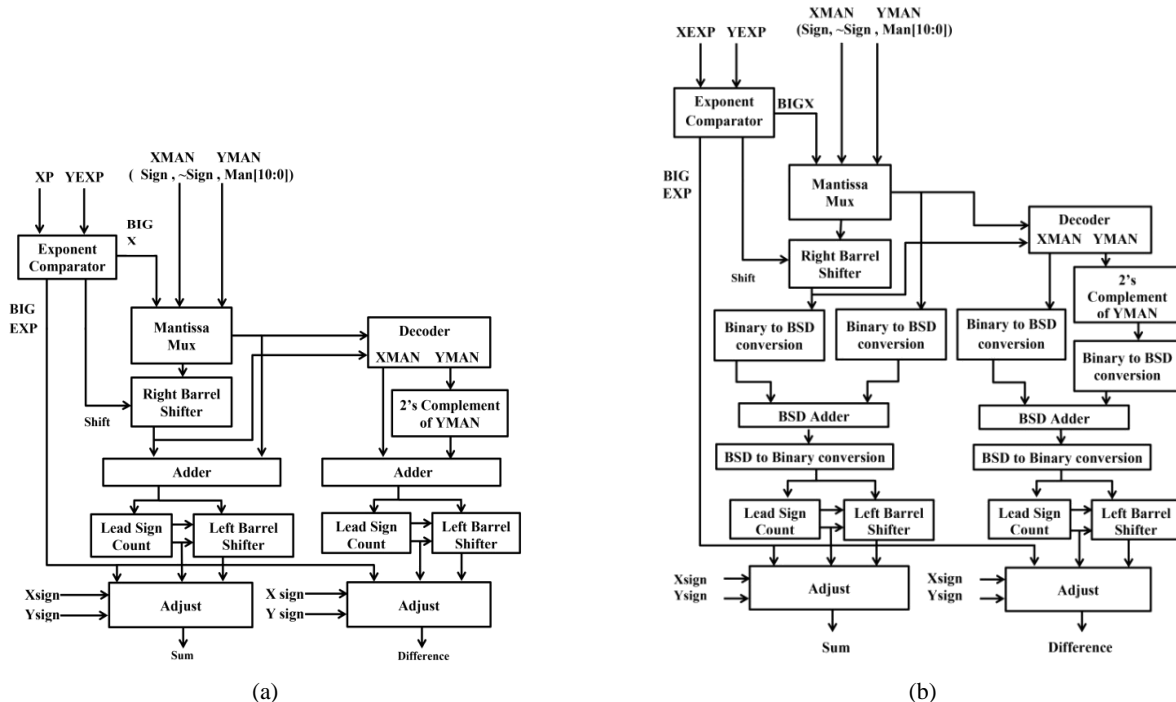 XMAN YMAN
( Sign , ~Sign , Man[10:0])
XP YEXP
BIG
X
Exponent
Comparator
BIG
EXP
Shift
Mantissa
Mux
Right Barrel
Shifter
Decoder
XMAN YMAN
2's Complement
of YMAN
Adder
Adder
Lead Sign
Count
Left Barrel
Shifter
Lead Sign
Count
Left Barrel
Shifter
Xsign
Ysign
Adjust
X sign
Y sign
Adjust
Sum
Difference
(a)
XMAN YMAN
(Sign, ~Sign , Man[10:0])
XEXP YEXP
Exponent
Comparator
BIGX
BIG
EXP
Mantissa
Mux
Shift
Right Barrel
Shifter
Decoder
XMAN YMAN
2's
Complement
of YMAN
Binary to BSD
conversion
Binary to BSD
conversion
Binary to BSD
conversion
Binary to BSD
conversion
BSD Adder
BSD Adder
BSD to Binary conversion
BSD to Binary conversion
Lead Sign
Count
Left Barrel
Shifter
Lead Sign
Count
Left Barrel
Shifter
Xsign
Ysign
Adjust
Xsign
Ysign
Adjust
Sum
Difference
(b)